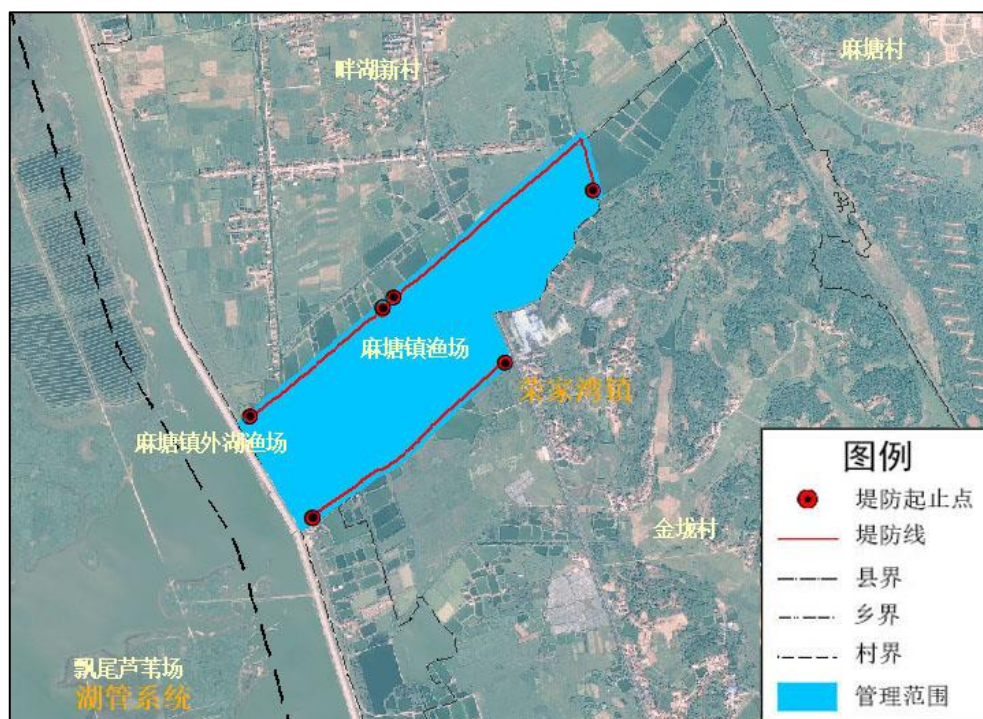 畔湖新村
麻塘村
麻塘镇渔场
荣家湾镇
麻塘镇外湖渔场
金垅村
飘尾芦苇场
湖管系统
图例
堤防起止点
堤防线
县界
乡界
村界
管理范围